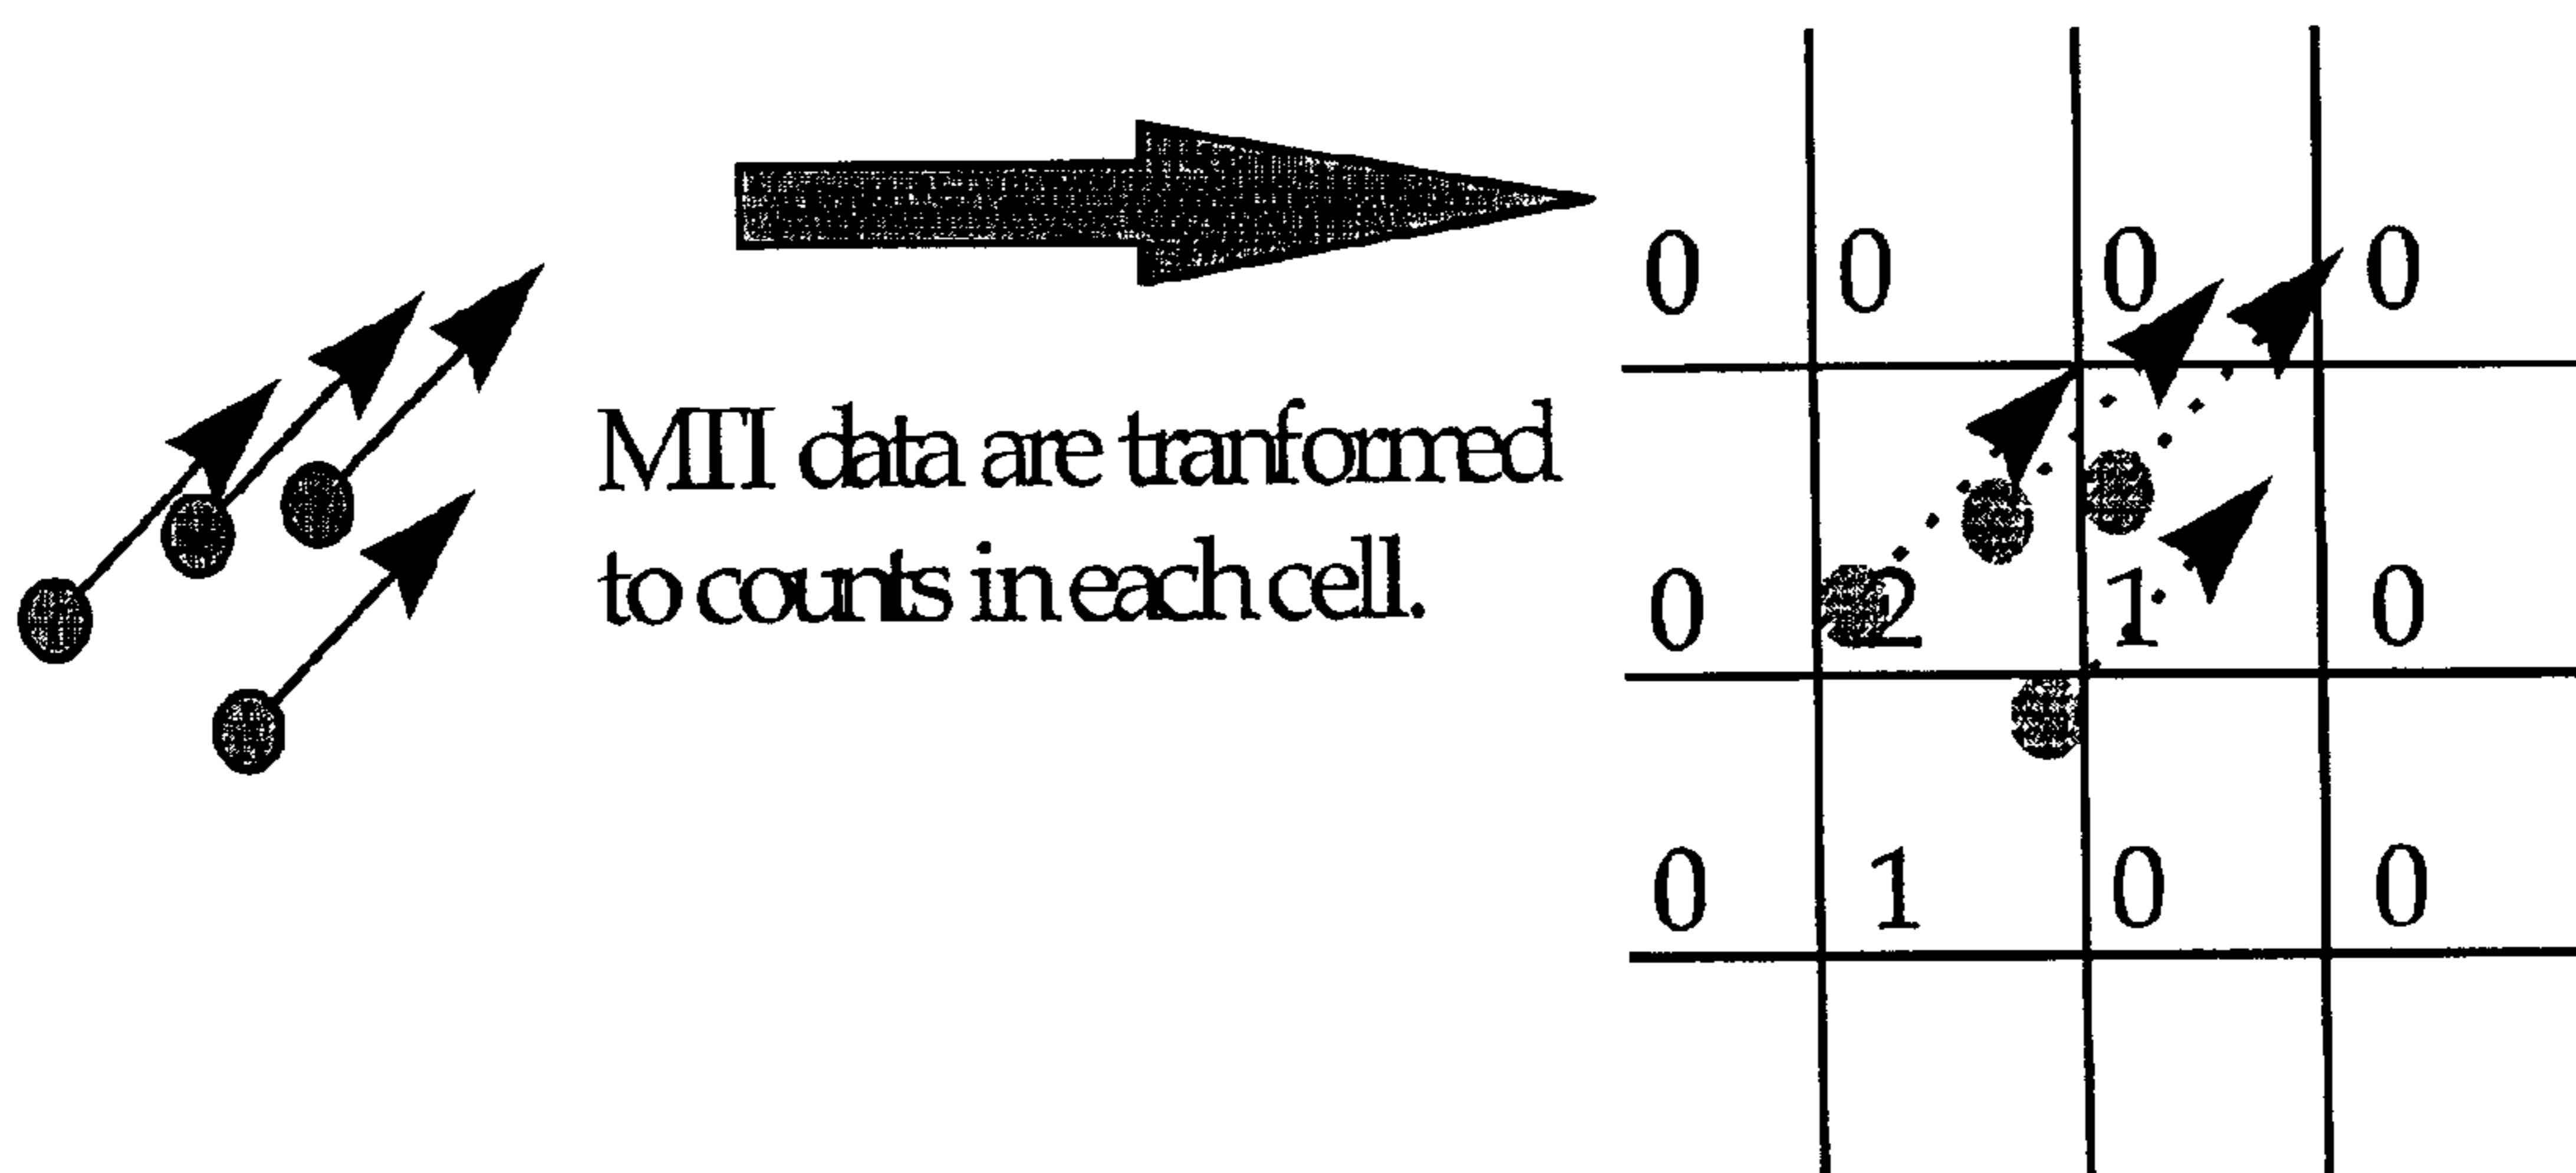 MTI data are tranformed
to counts in each cell.
0 0 0 0
0 2 1 0
0 1 0 0